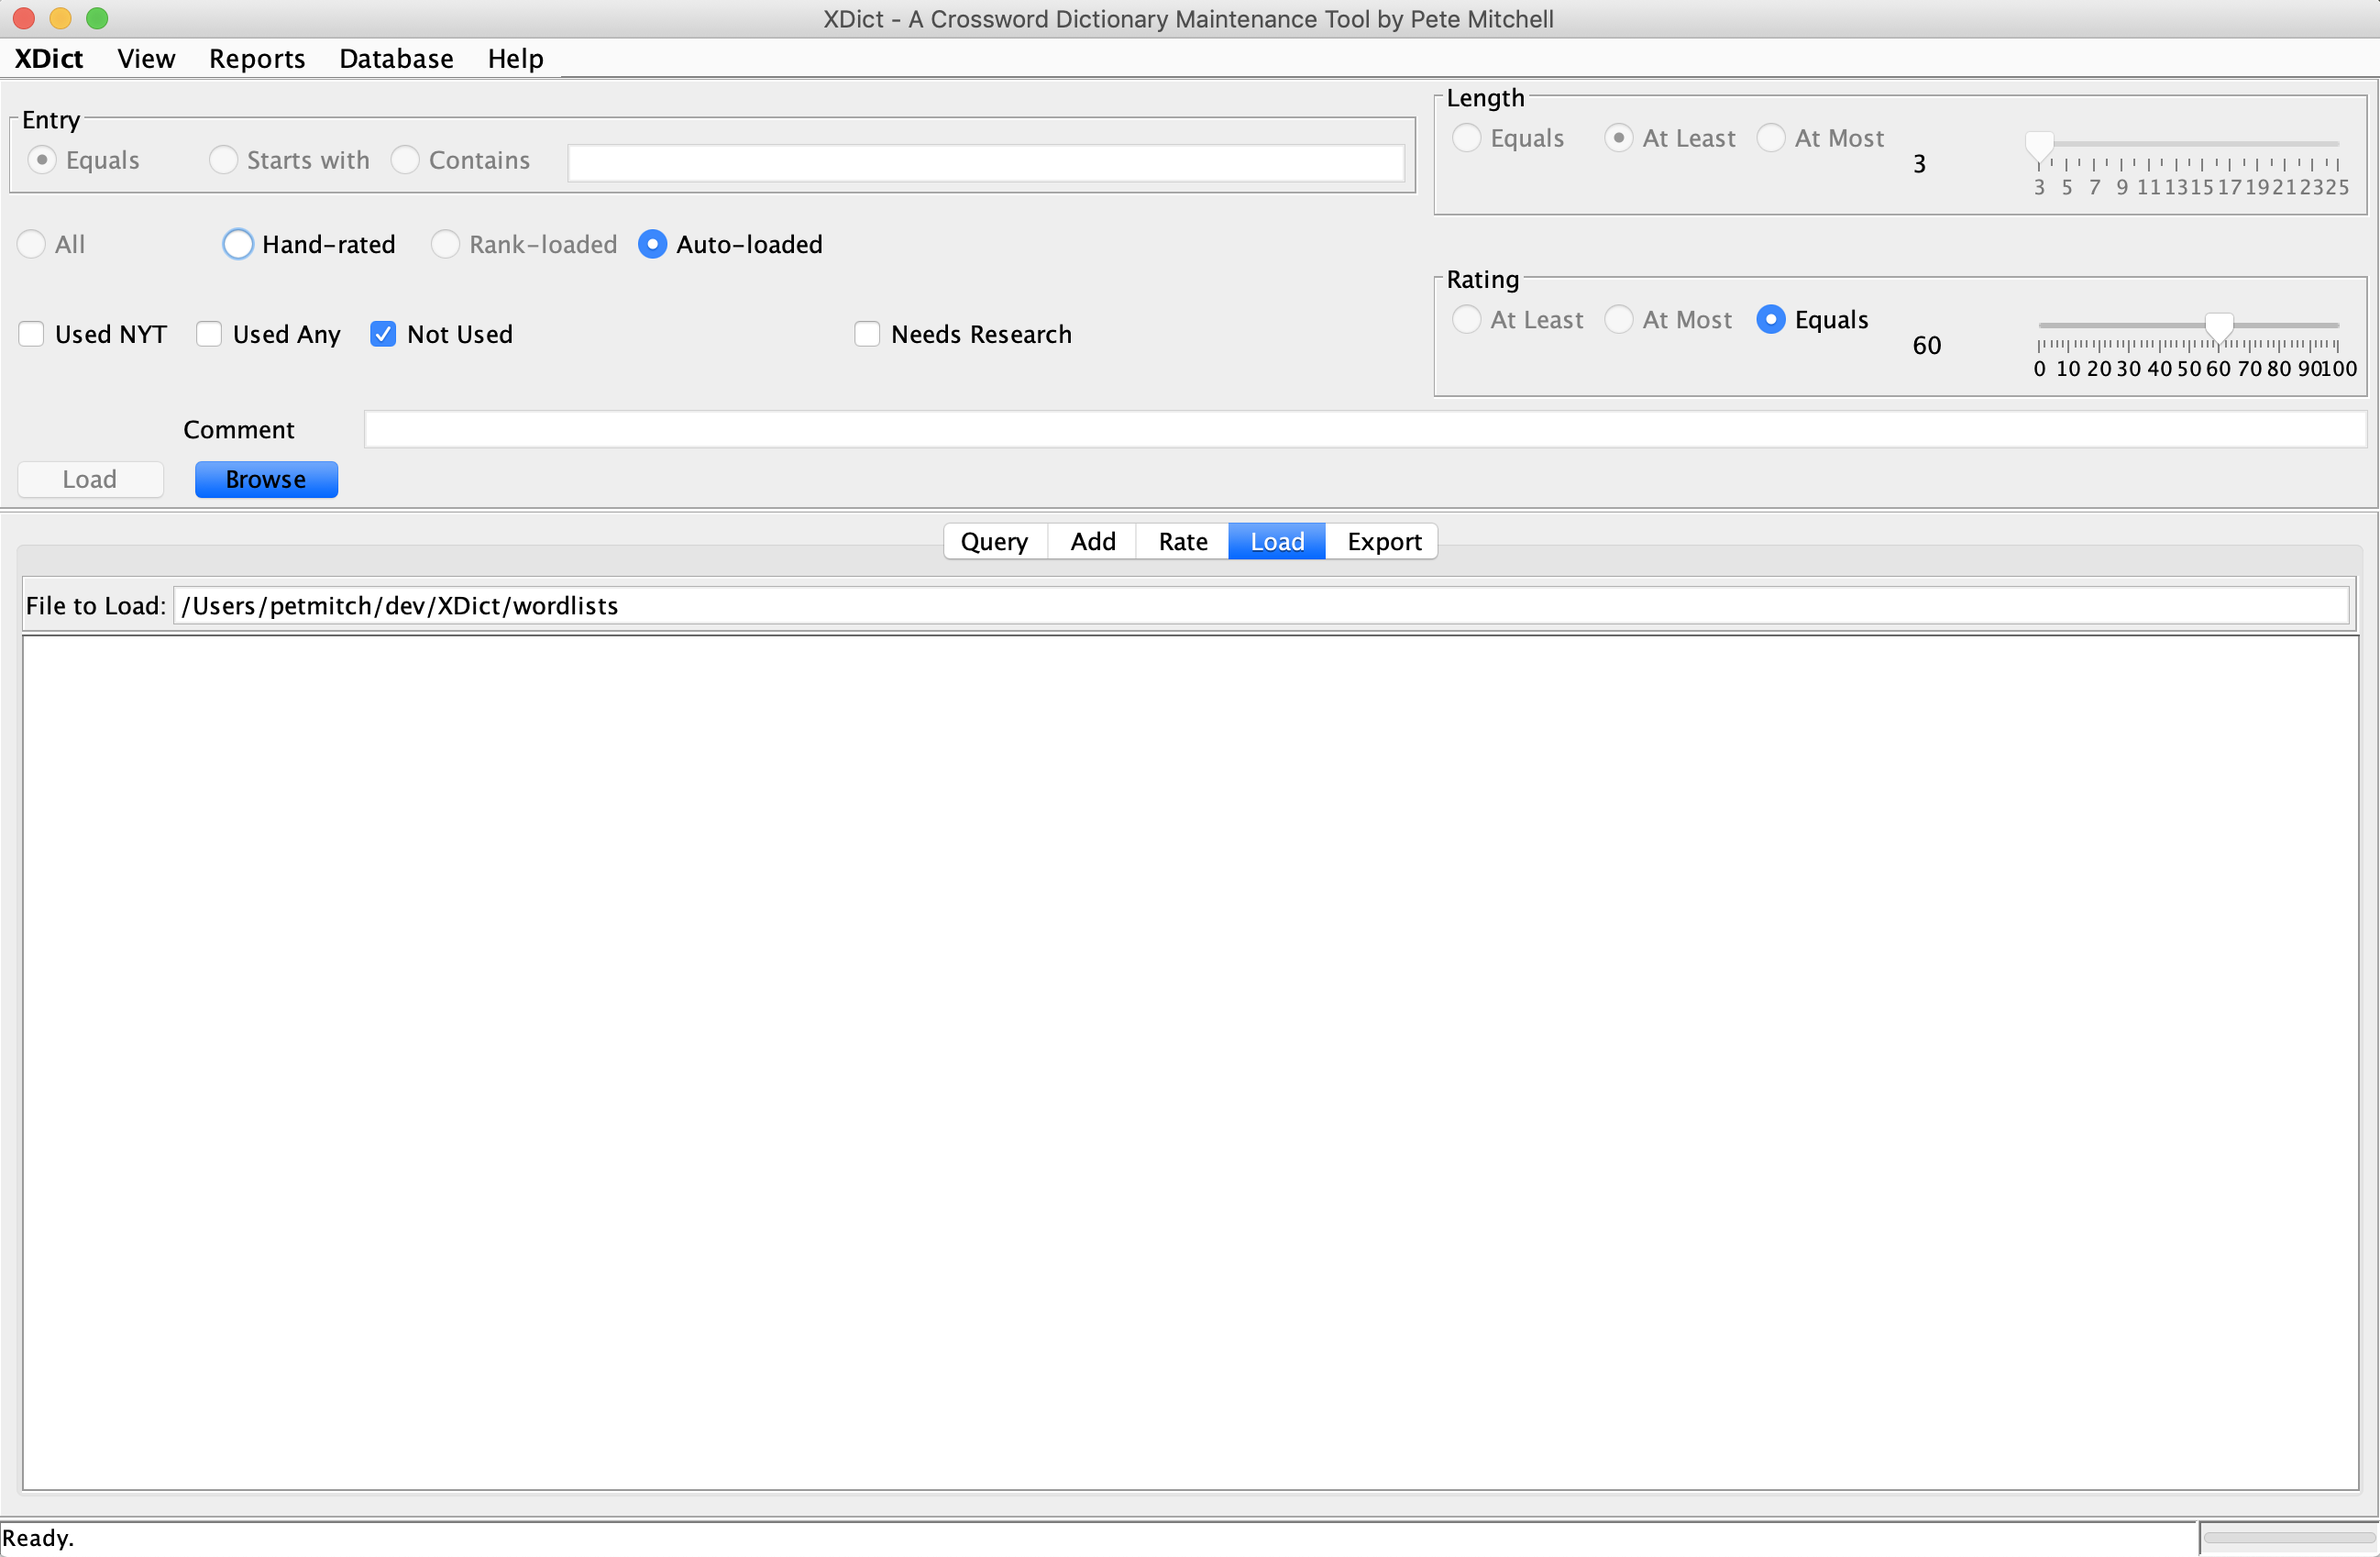 XDict - A Crossword Dictionary Maintenance Tool by Pete Mitchell
XDict View Reports Database Help
Entry
Equals Starts with Contains
Length
Equals At Least At Most 3
3 5 7 9 11 13 15 17 19 21 23 25
All Hand-rated Rank-loaded Auto-loaded
Used NYT Used Any Not Used Needs Research
Rating
At Least At Most Equals 60
0 10 20 30 40 50 60 70 80 90 100
Comment
Load Browse
Query Add Rate Load Export
File to Load: /Users/petmitch/dev/XDict/wordlists
Ready.